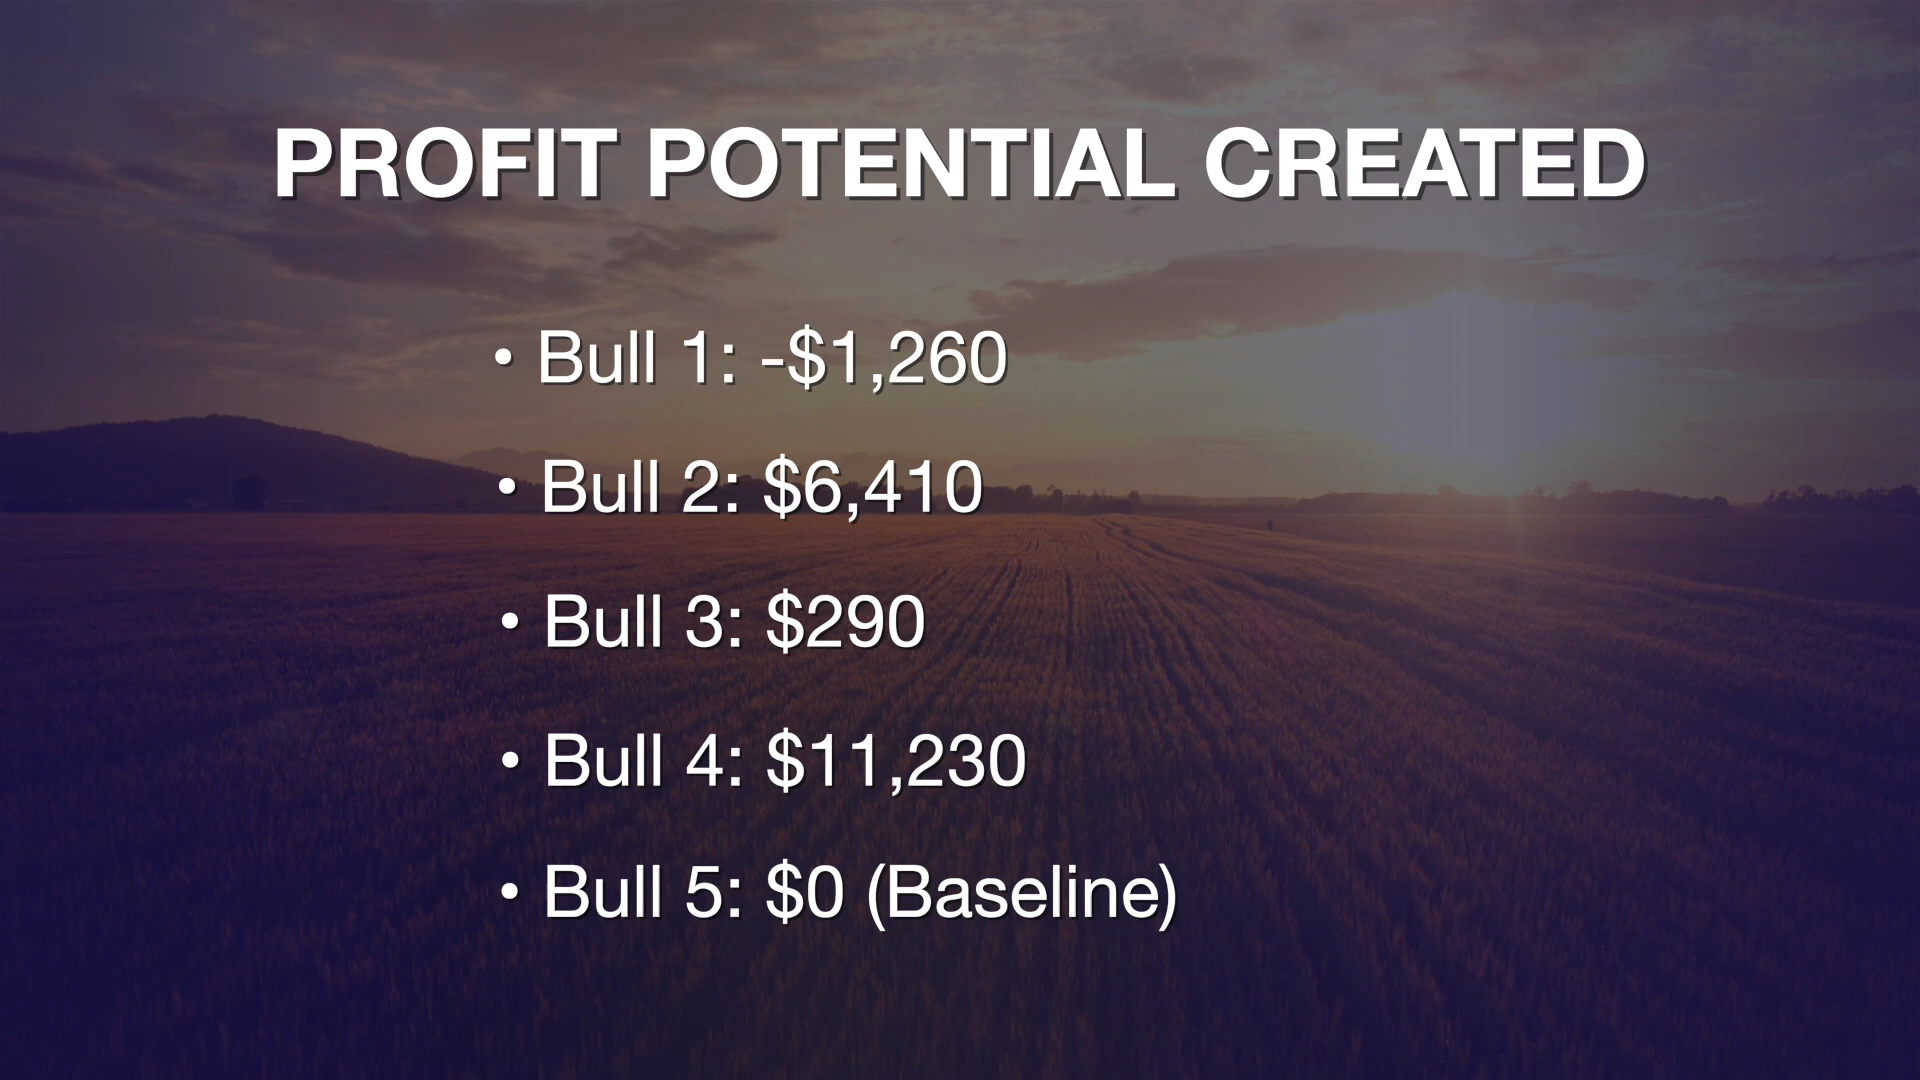 PROFIT POTENTIAL CREATED
• Bull 1: -$1,260
• Bull 2: $6,410
• Bull 3: $290
• Bull 4: $11,230
• Bull 5: $0 (Baseline)